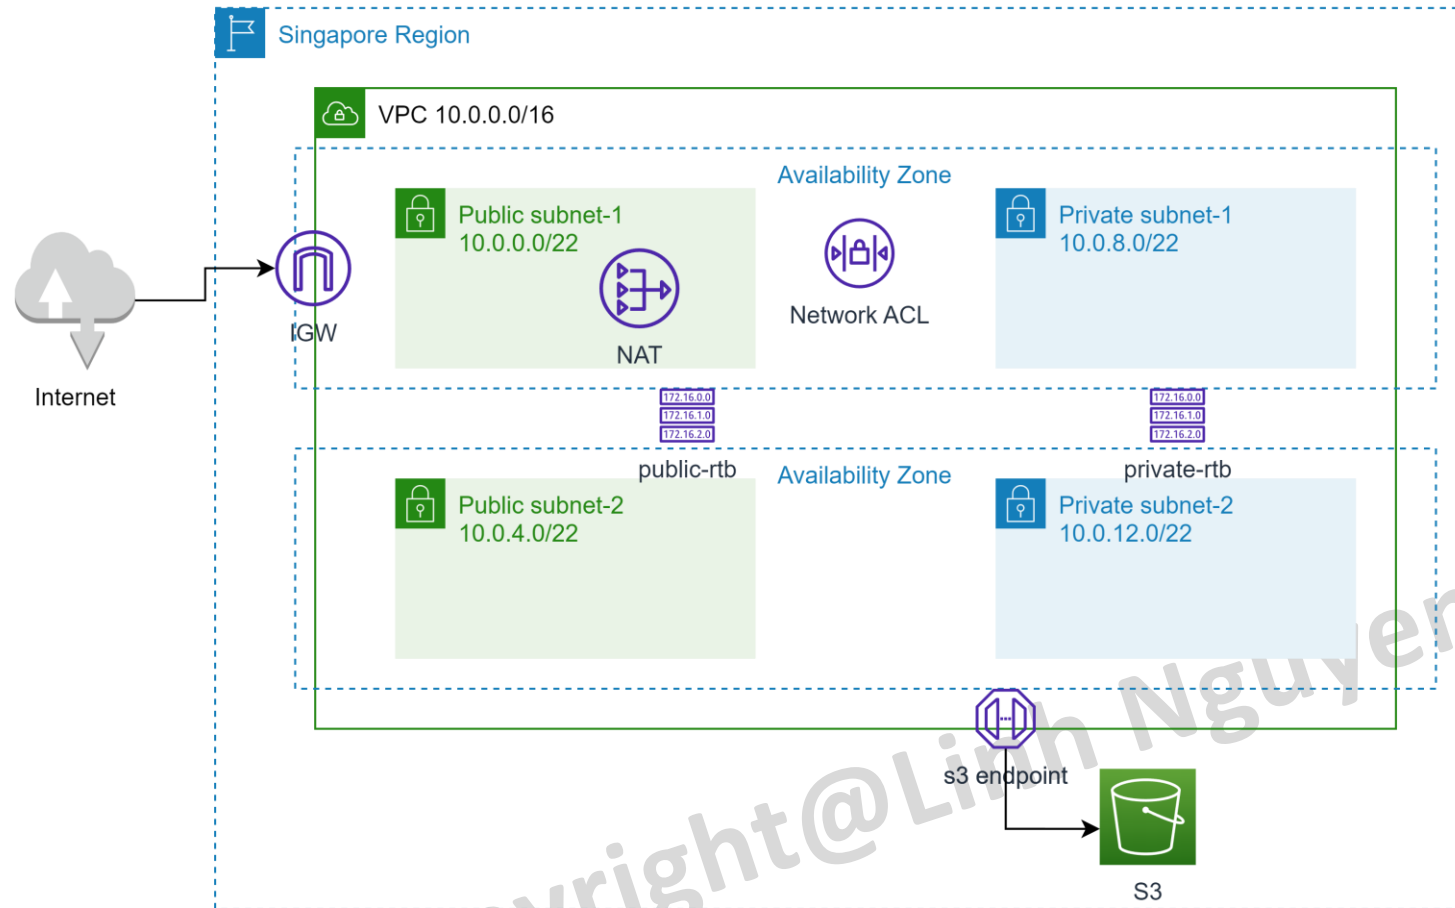 Singapore Region
VPC 10.0.0.0/16
Availability Zone
Public subnet-1
10.0.0.0/22
Private subnet-1
10.0.8.0/22
NAT
Network ACL
IGW
Internet
172.16.0.0
172.16.1.0
172.16.2.0
public-rtb
172.16.0.0
172.16.1.0
172.16.2.0
private-rtb
Availability Zone
Public subnet-2
10.0.4.0/22
Private subnet-2
10.0.12.0/22
s3 endpoint
S3
yright@Linh Nguyen